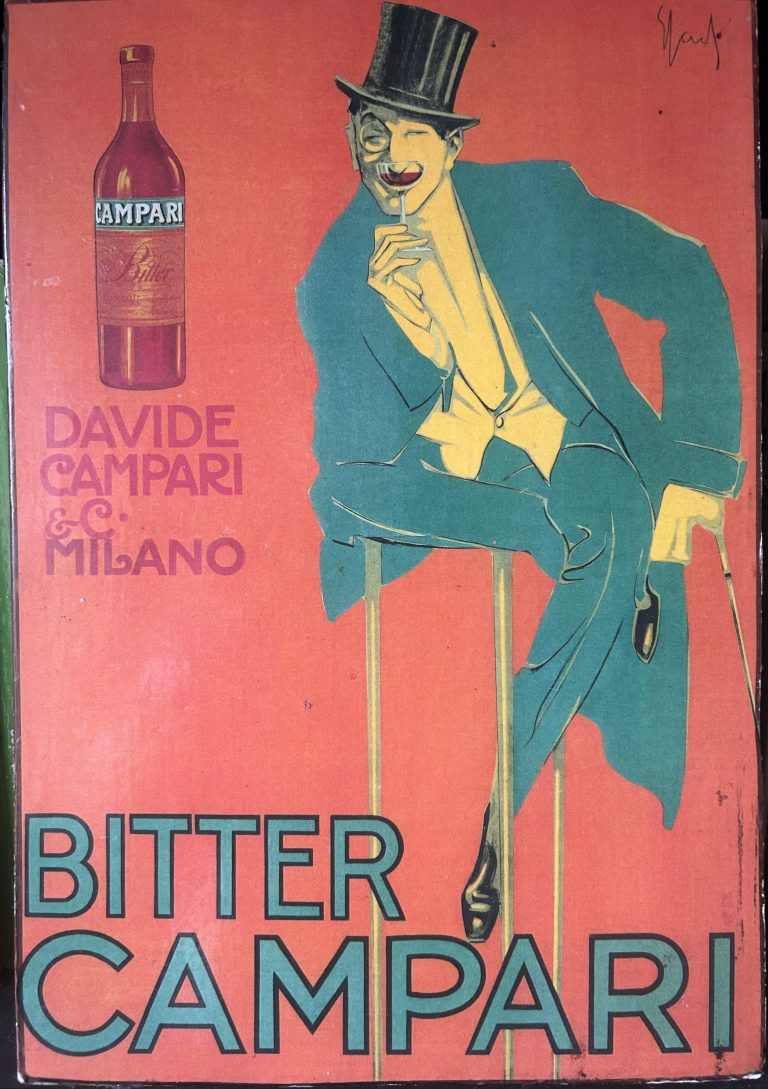 CAMPARI
Bitter
DAVIDE
CAMPARI
& C.
MILANO
BITTER
CAMPARI